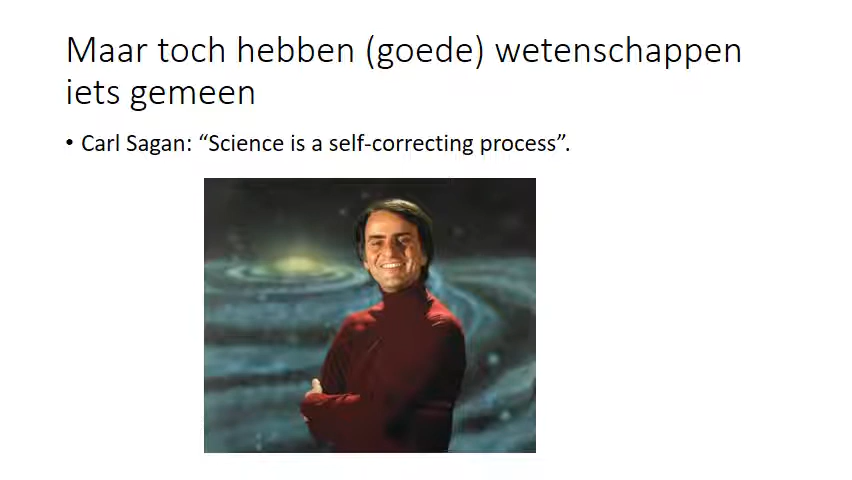 Maar toch hebben (goede) wetenschappen
iets gemeen
• Carl Sagan: “Science is a self-correcting process”.